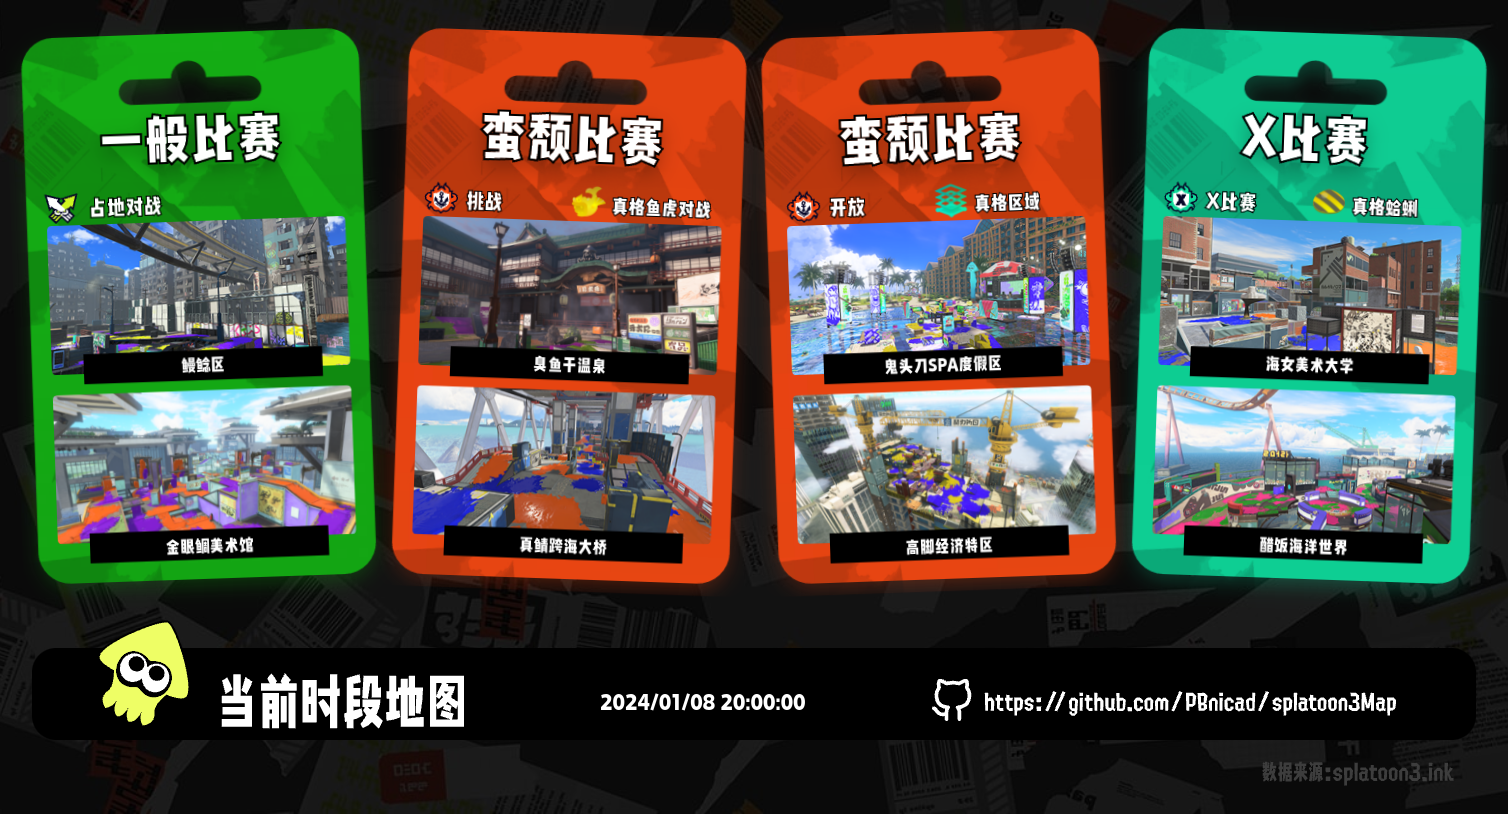 一般比赛
占地对战
鳗鲶区
金眼鲷美术馆
蛮颓比赛
挑战
真格鱼虎对战
臭鱼干温泉
真鲭跨海大桥
蛮颓比赛
开放
真格区域
鬼头刀SPA度假区
高脚经济特区
X比赛
X比赛
真格蛤蜊
海女美术大学
醋饭海洋世界
当前时段地图
2024/01/08 20:00:00
https://github.com/PBnicad/splatoon3Map
数据来源:splatoon3.ink